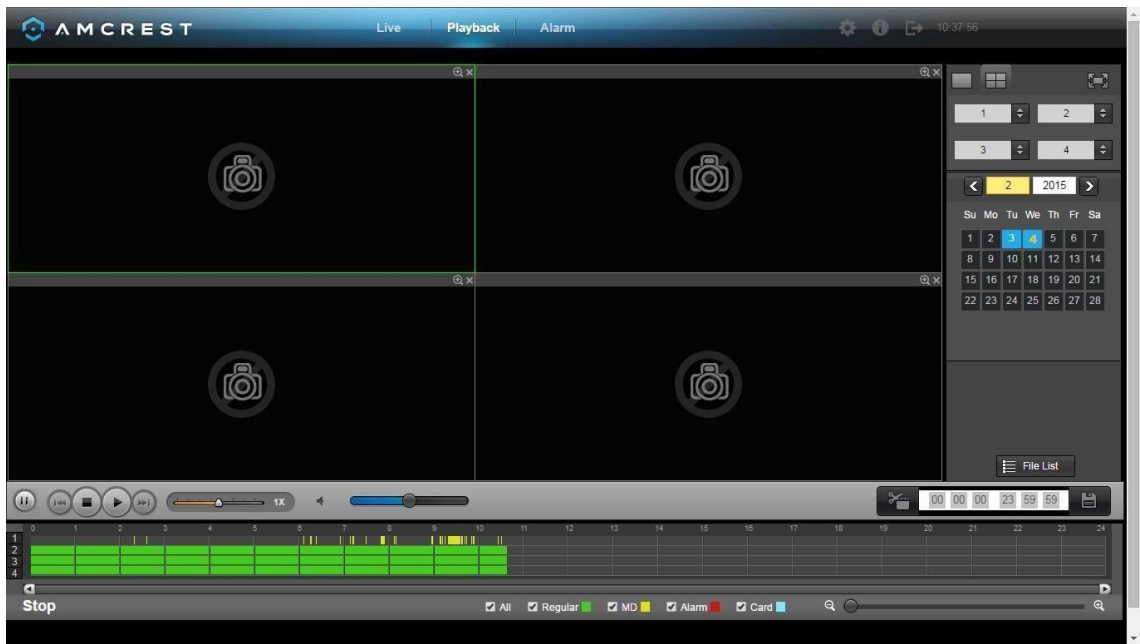 AMCREST Live Playback Alarm 10:37:56
1 2
3 4
2 2015
Su Mo Tu We Th Fr Sa
1 2 3 4 5 6 7
8 9 10 11 12 13 14
15 16 17 18 19 20 21
22 23 24 25 26 27 28
File List
1X 00 00 00 23 59 59
0 1 2 3 4 5 6 7 8 9 10 11 12 13 14 15 16 17 18 19 20 21 22 23 24
1
2
3
4
Stop All Regular MD Alarm Card